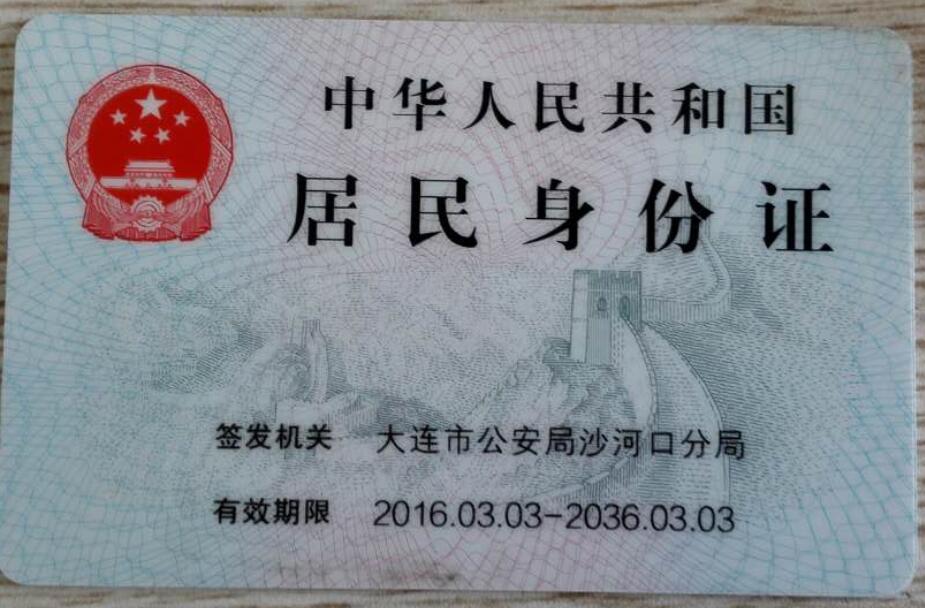 中华人民共和国
居民身份证
签发机关 大连市公安局沙河口分局
有效期限 2016.03.03-2036.03.03